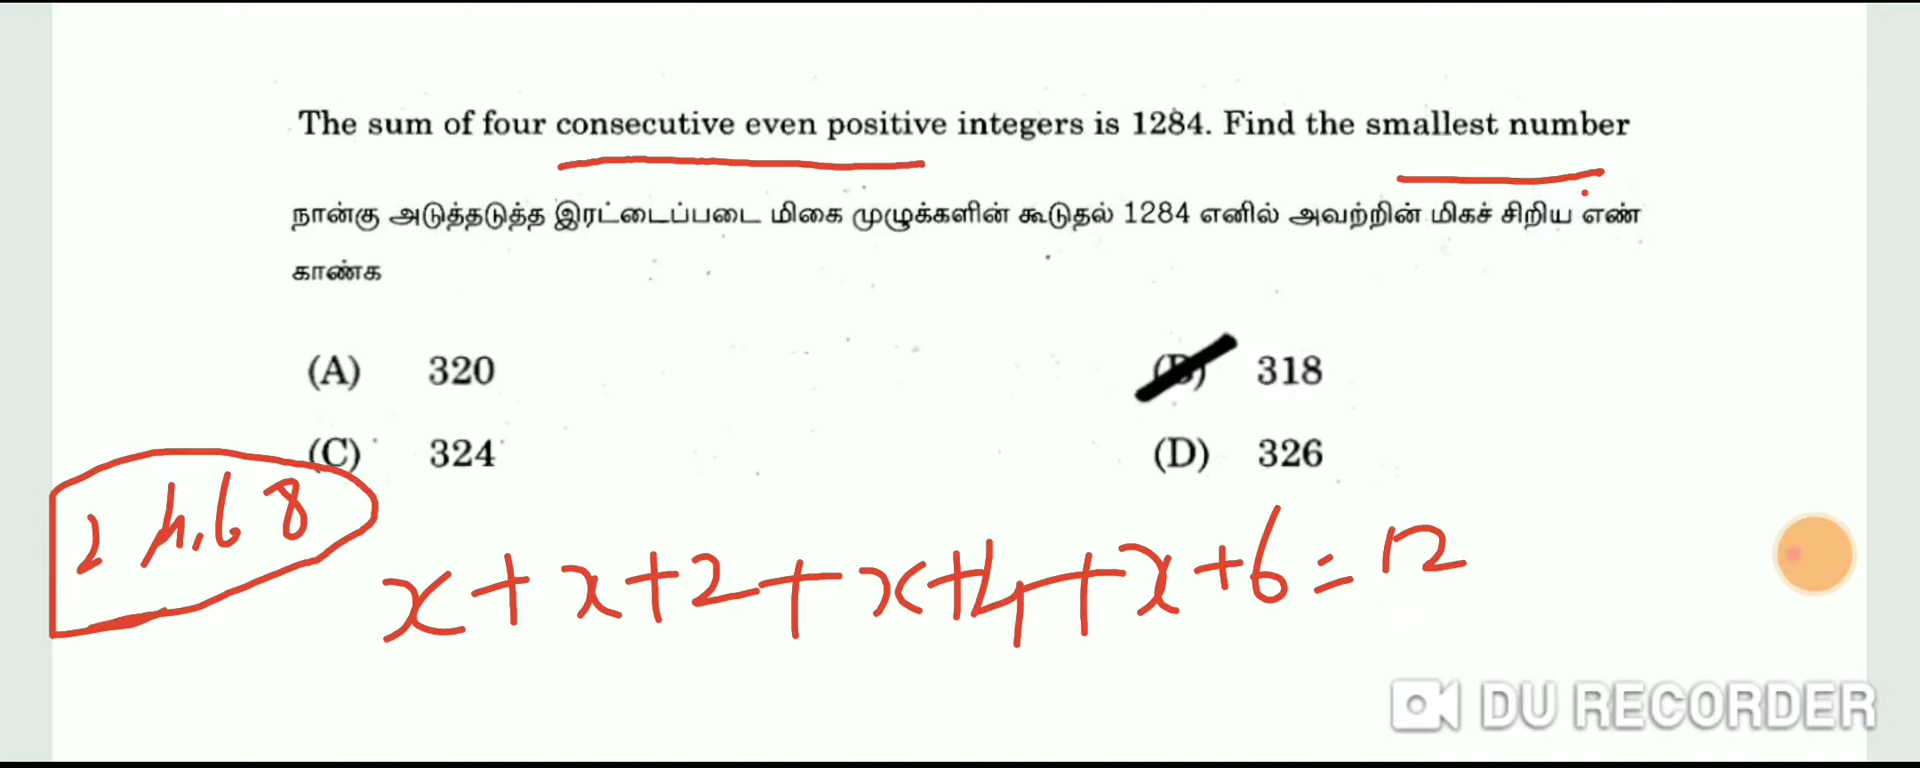 The sum of four consecutive even positive integers is 1284. Find the smallest number
நான்கு அடுத்தடுத்த இரட்டைப்படை மிகை முழுக்களின் கூடுதல் 1284 எனில் அவற்றின் மிகச் சிறிய எண்
காண்க
(A) 320 (B) 318
(C) 324 (D) 326
2 4, 6 8
x + x + 2 + x + 4 + x + 6 = 12
DU RECORDER